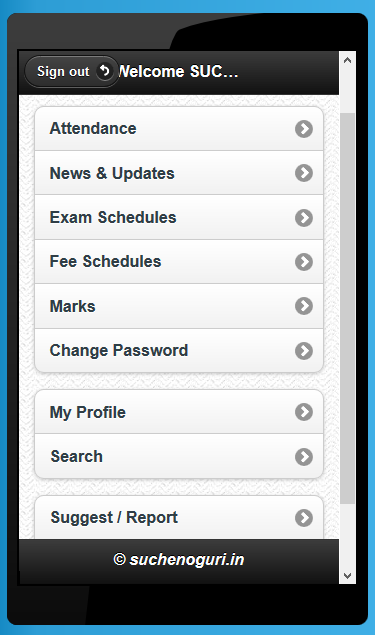 Sign out Welcome SUC...
Attendance
News & Updates
Exam Schedules
Fee Schedules
Marks
Change Password
My Profile
Search
Suggest / Report
© suchenoguri.in